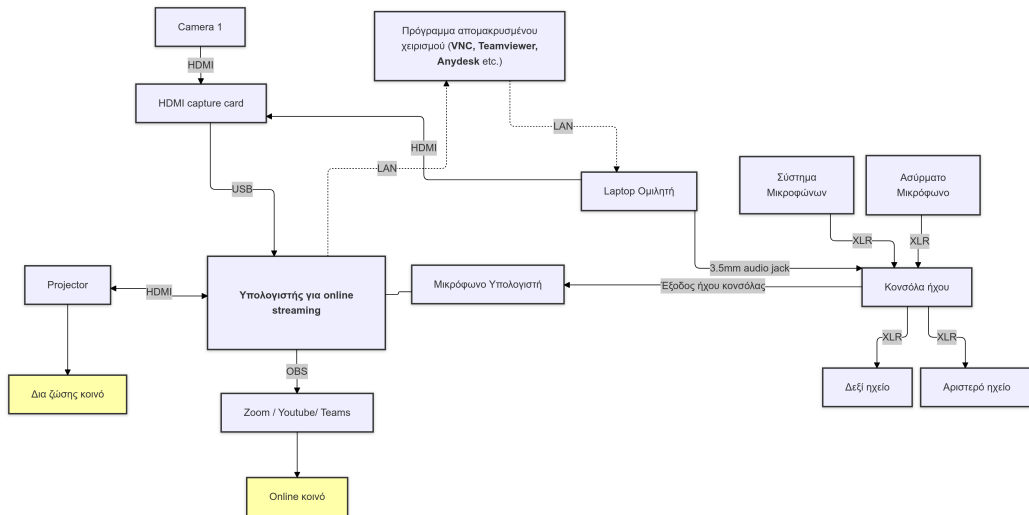 Camera 1
Πρόγραμμα απομακρυσμένου
χειρισμού (VNC, Teamviewer,
Anydesk etc.)
HDMI
HDMI capture card
LAN
HDMI
LAN
USB
Laptop Ομιλητή
Σύστημα
Μικροφώνων
Ασύρματο
Μικρόφωνο
XLR
XLR
3.5mm audio jack
Projector
HDMI
Υπολογιστής για online
streaming
Μικρόφωνο Υπολογιστή
Έξοδος ήχου κονσόλας
Κονσόλα ήχου
XLR
XLR
OBS
Δια ζώσης κοινό
Zoom / Youtube/ Teams
Δεξί ηχείο
Αριστερό ηχείο
Online κοινό